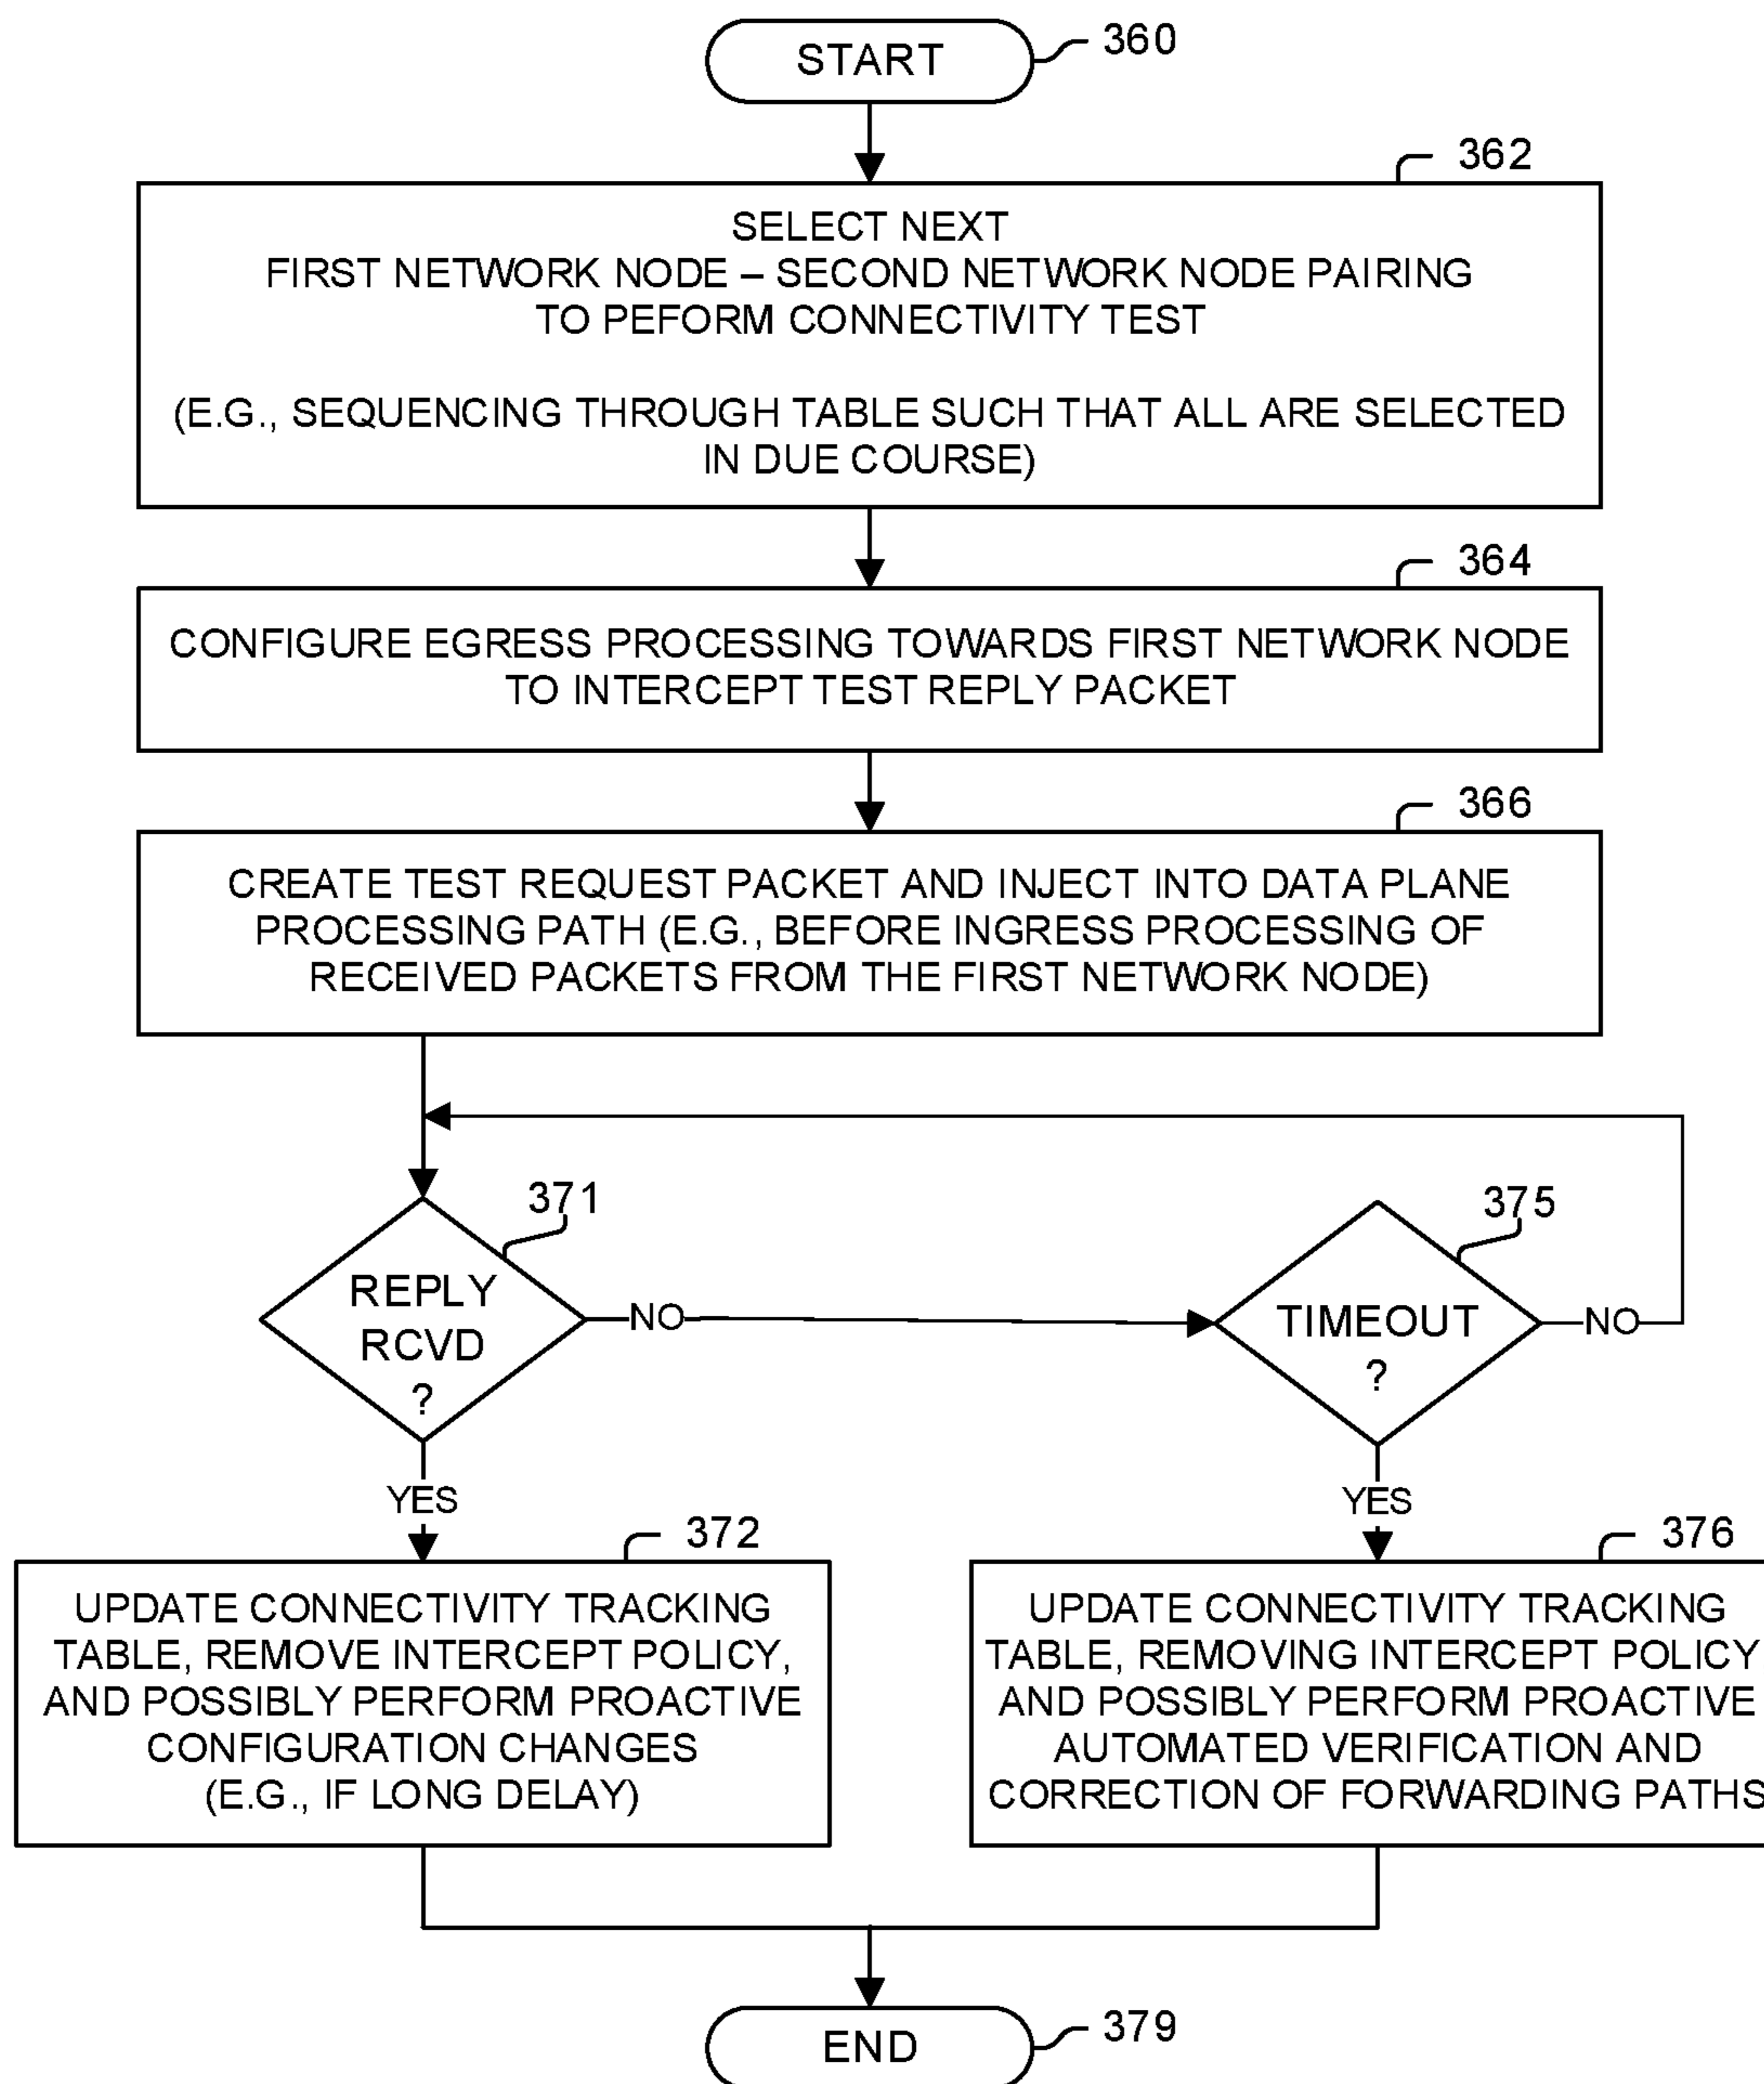 START
360
362
SELECT NEXT
FIRST NETWORK NODE – SECOND NETWORK NODE PAIRING
TO PEFORM CONNECTIVITY TEST
(E.G., SEQUENCING THROUGH TABLE SUCH THAT ALL ARE SELECTED
IN DUE COURSE)
364
CONFIGURE EGRESS PROCESSING TOWARDS FIRST NETWORK NODE
TO INTERCEPT TEST REPLY PACKET
366
CREATE TEST REQUEST PACKET AND INJECT INTO DATA PLANE
PROCESSING PATH (E.G., BEFORE INGRESS PROCESSING OF
RECEIVED PACKETS FROM THE FIRST NETWORK NODE)
371
REPLY
RCVD
?
NO
375
TIMEOUT
?
NO
YES
YES
372
UPDATE CONNECTIVITY TRACKING
TABLE, REMOVE INTERCEPT POLICY,
AND POSSIBLY PERFORM PROACTIVE
CONFIGURATION CHANGES
(E.G., IF LONG DELAY)
376
UPDATE CONNECTIVITY TRACKING
TABLE, REMOVING INTERCEPT POLICY
AND POSSIBLY PERFORM PROACTIVE
AUTOMATED VERIFICATION AND
CORRECTION OF FORWARDING PATHS
END
379